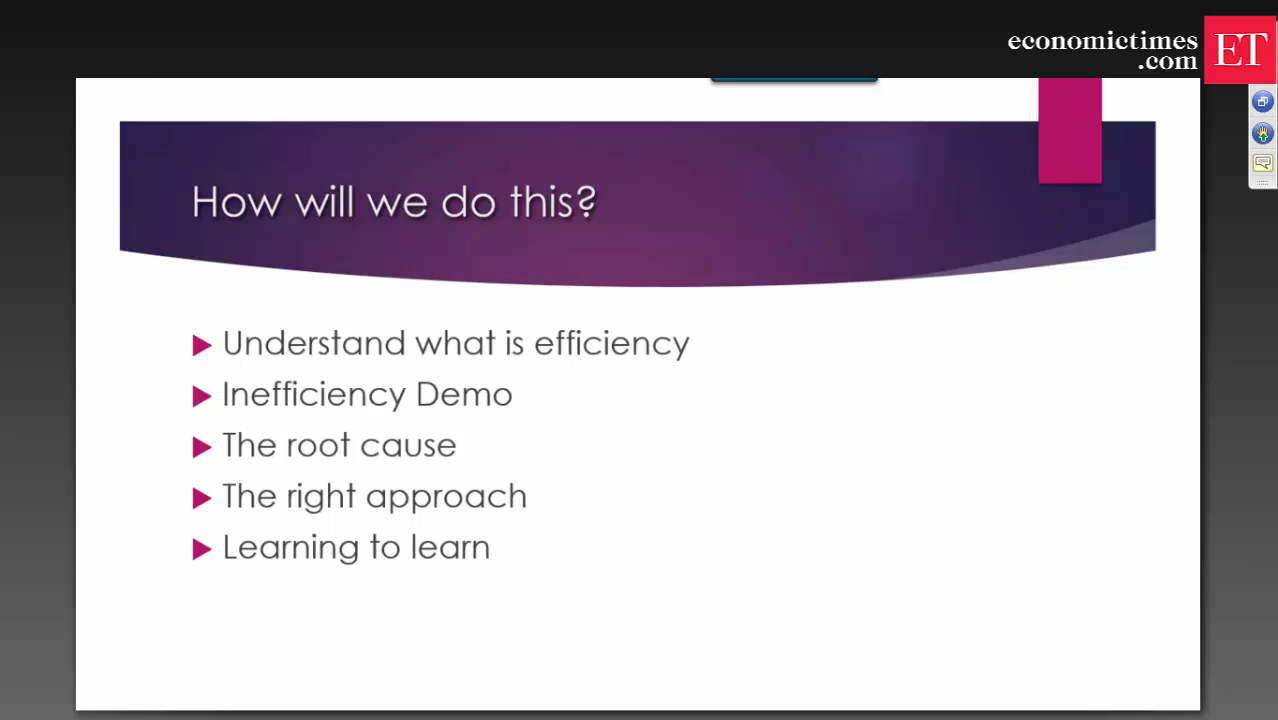 economictimes
.com
ET
How will we do this?
Understand what is efficiency
Inefficiency Demo
The root cause
The right approach
Learning to learn